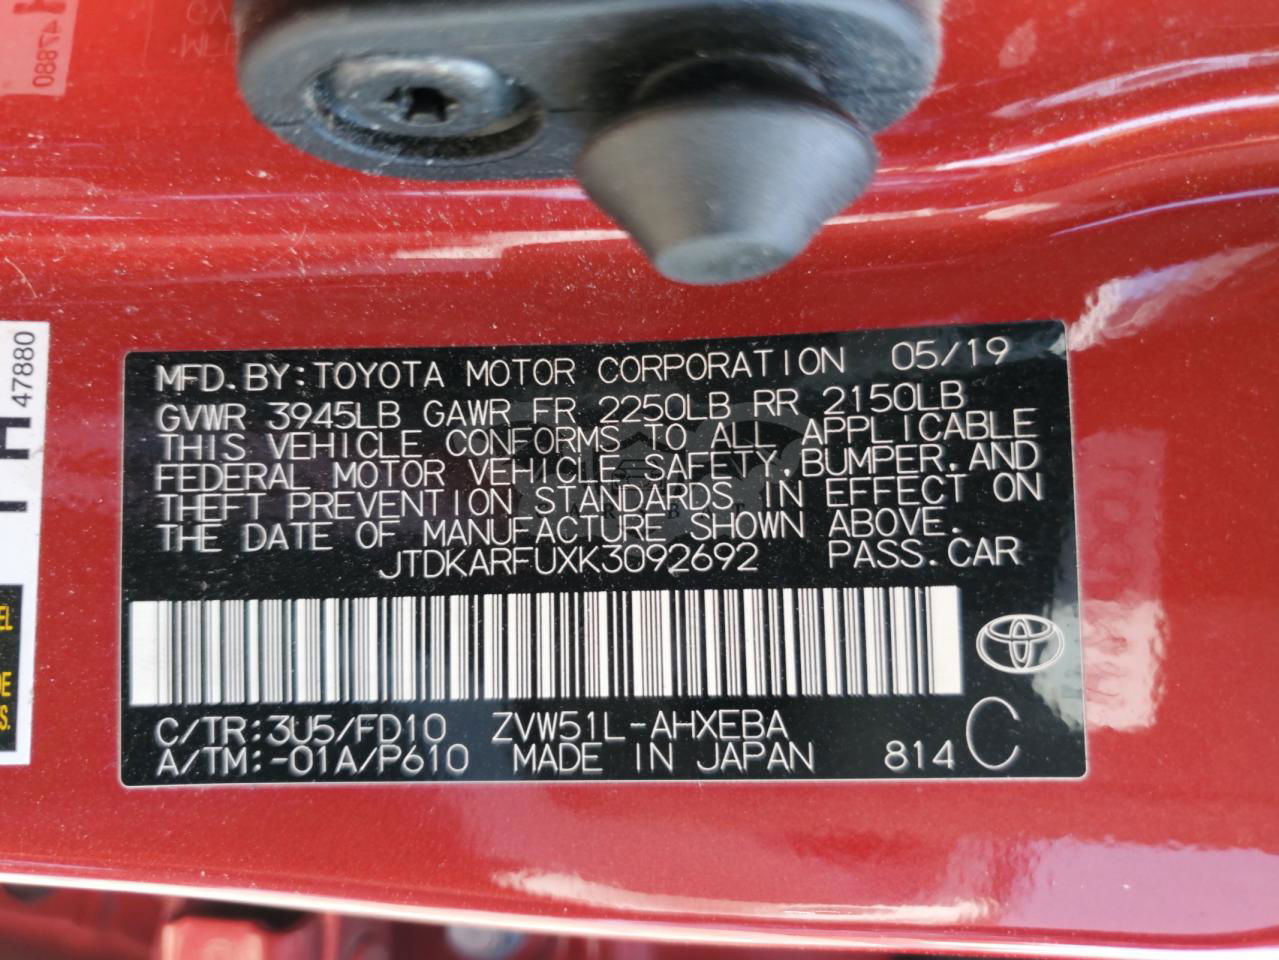 47880
47880
MFD.BY:TOYOTA MOTOR CORPORATION 05/19
GVWR 3945LB GAWR FR 2250LB RR 2150LB
THIS VEHICLE CONFORMS TO ALL APPLICABLE
FEDERAL MOTOR VEHICLE SAFETY,BUMPER,AND
THEFT PREVENTION STANDARDS IN EFFECT ON
THE DATE OF MANUFACTURE SHOWN ABOVE.
JTDKARFUXK3092692 PASS.CAR
C/TR:3U5/FD10 ZVW51L-AHXEBA
A/TM:-01A/P610 MADE IN JAPAN 814 C